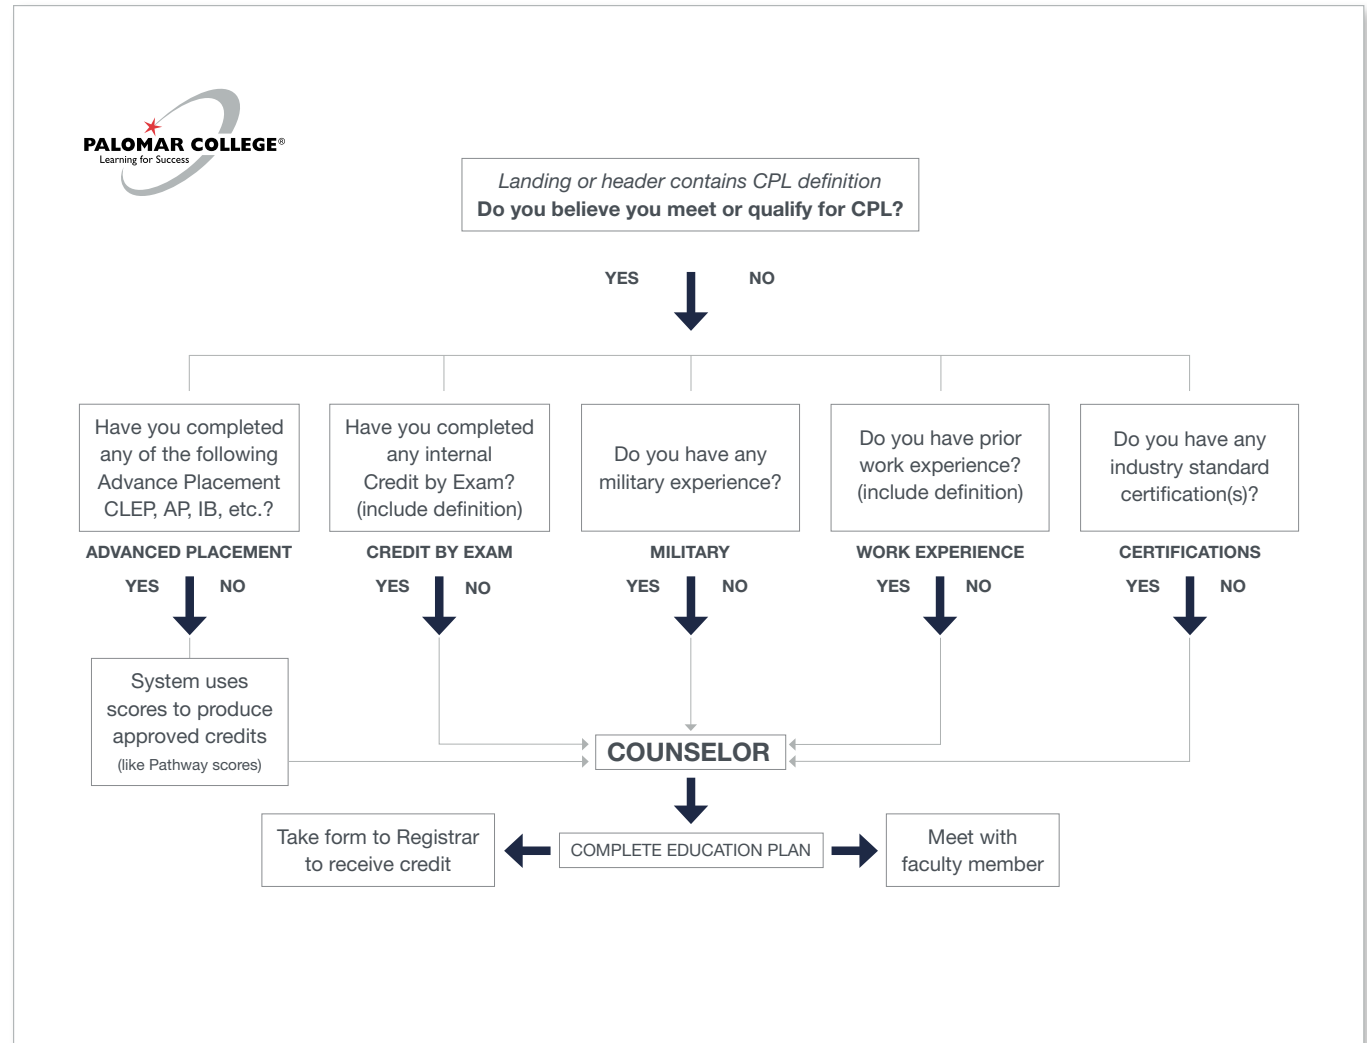 PALOMAR COLLEGE®
Learning for Success
Landing or header contains CPL definition
Do you believe you meet or qualify for CPL?
YES
NO
Have you completed
any of the following
Advance Placement
CLEP, AP, IB, etc.?
Have you completed
any internal
Credit by Exam?
(include definition)
Do you have any
military experience?
Do you have prior
work experience?
(include definition)
Do you have any
industry standard
certification(s)?
ADVANCED PLACEMENT
CREDIT BY EXAM
MILITARY
WORK EXPERIENCE
CERTIFICATIONS
YES
NO
YES
NO
YES
NO
YES
NO
YES
NO
System uses
scores to produce
approved credits
(like Pathway scores)
COUNSELOR
Take form to Registrar
to receive credit
COMPLETE EDUCATION PLAN
Meet with
faculty member